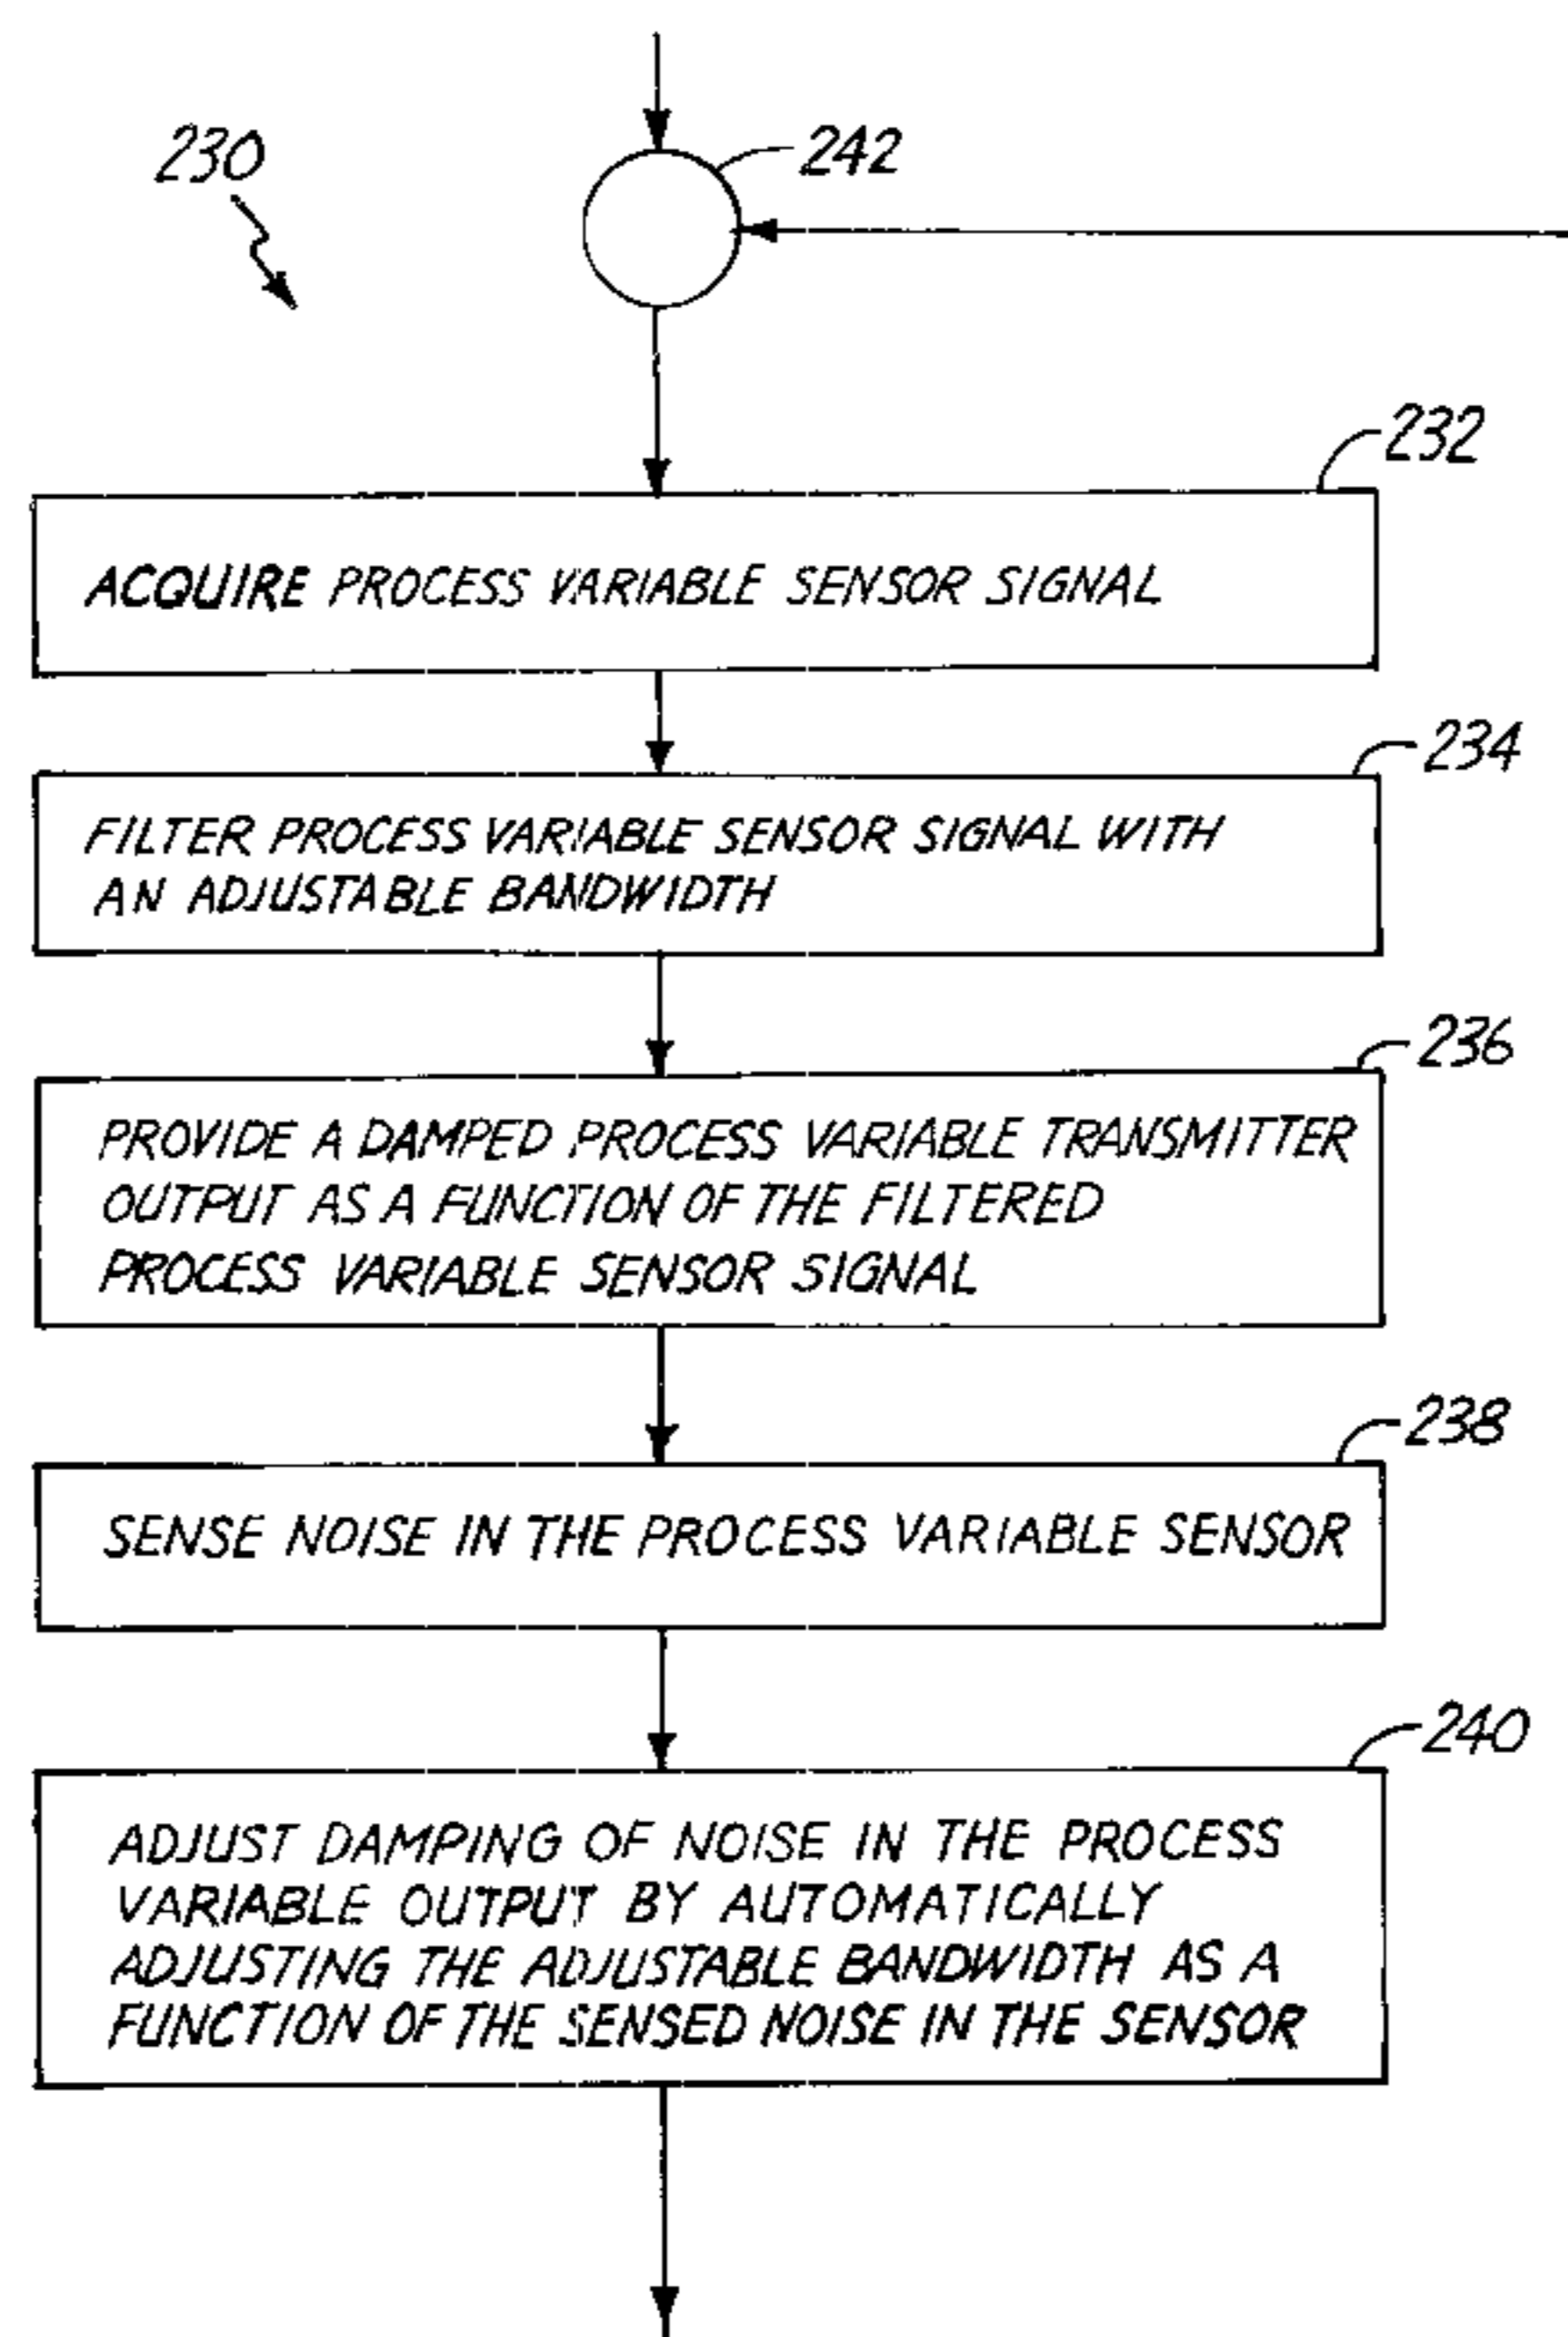 230
242
232
ACQUIRE PROCESS VARIABLE SENSOR SIGNAL
234
FILTER PROCESS VARIABLE SENSOR SIGNAL WITH
AN ADJUSTABLE BANDWIDTH
236
PROVIDE A DAMPED PROCESS VARIABLE TRANSMITTER
OUTPUT AS A FUNCTION OF THE FILTERED
PROCESS VARIABLE SENSOR SIGNAL
238
SENSE NOISE IN THE PROCESS VARIABLE SENSOR
240
ADJUST DAMPING OF NOISE IN THE PROCESS
VARIABLE OUTPUT BY AUTOMATICALLY
ADJUSTING THE ADJUSTABLE BANDWIDTH AS A
FUNCTION OF THE SENSED NOISE IN THE SENSOR